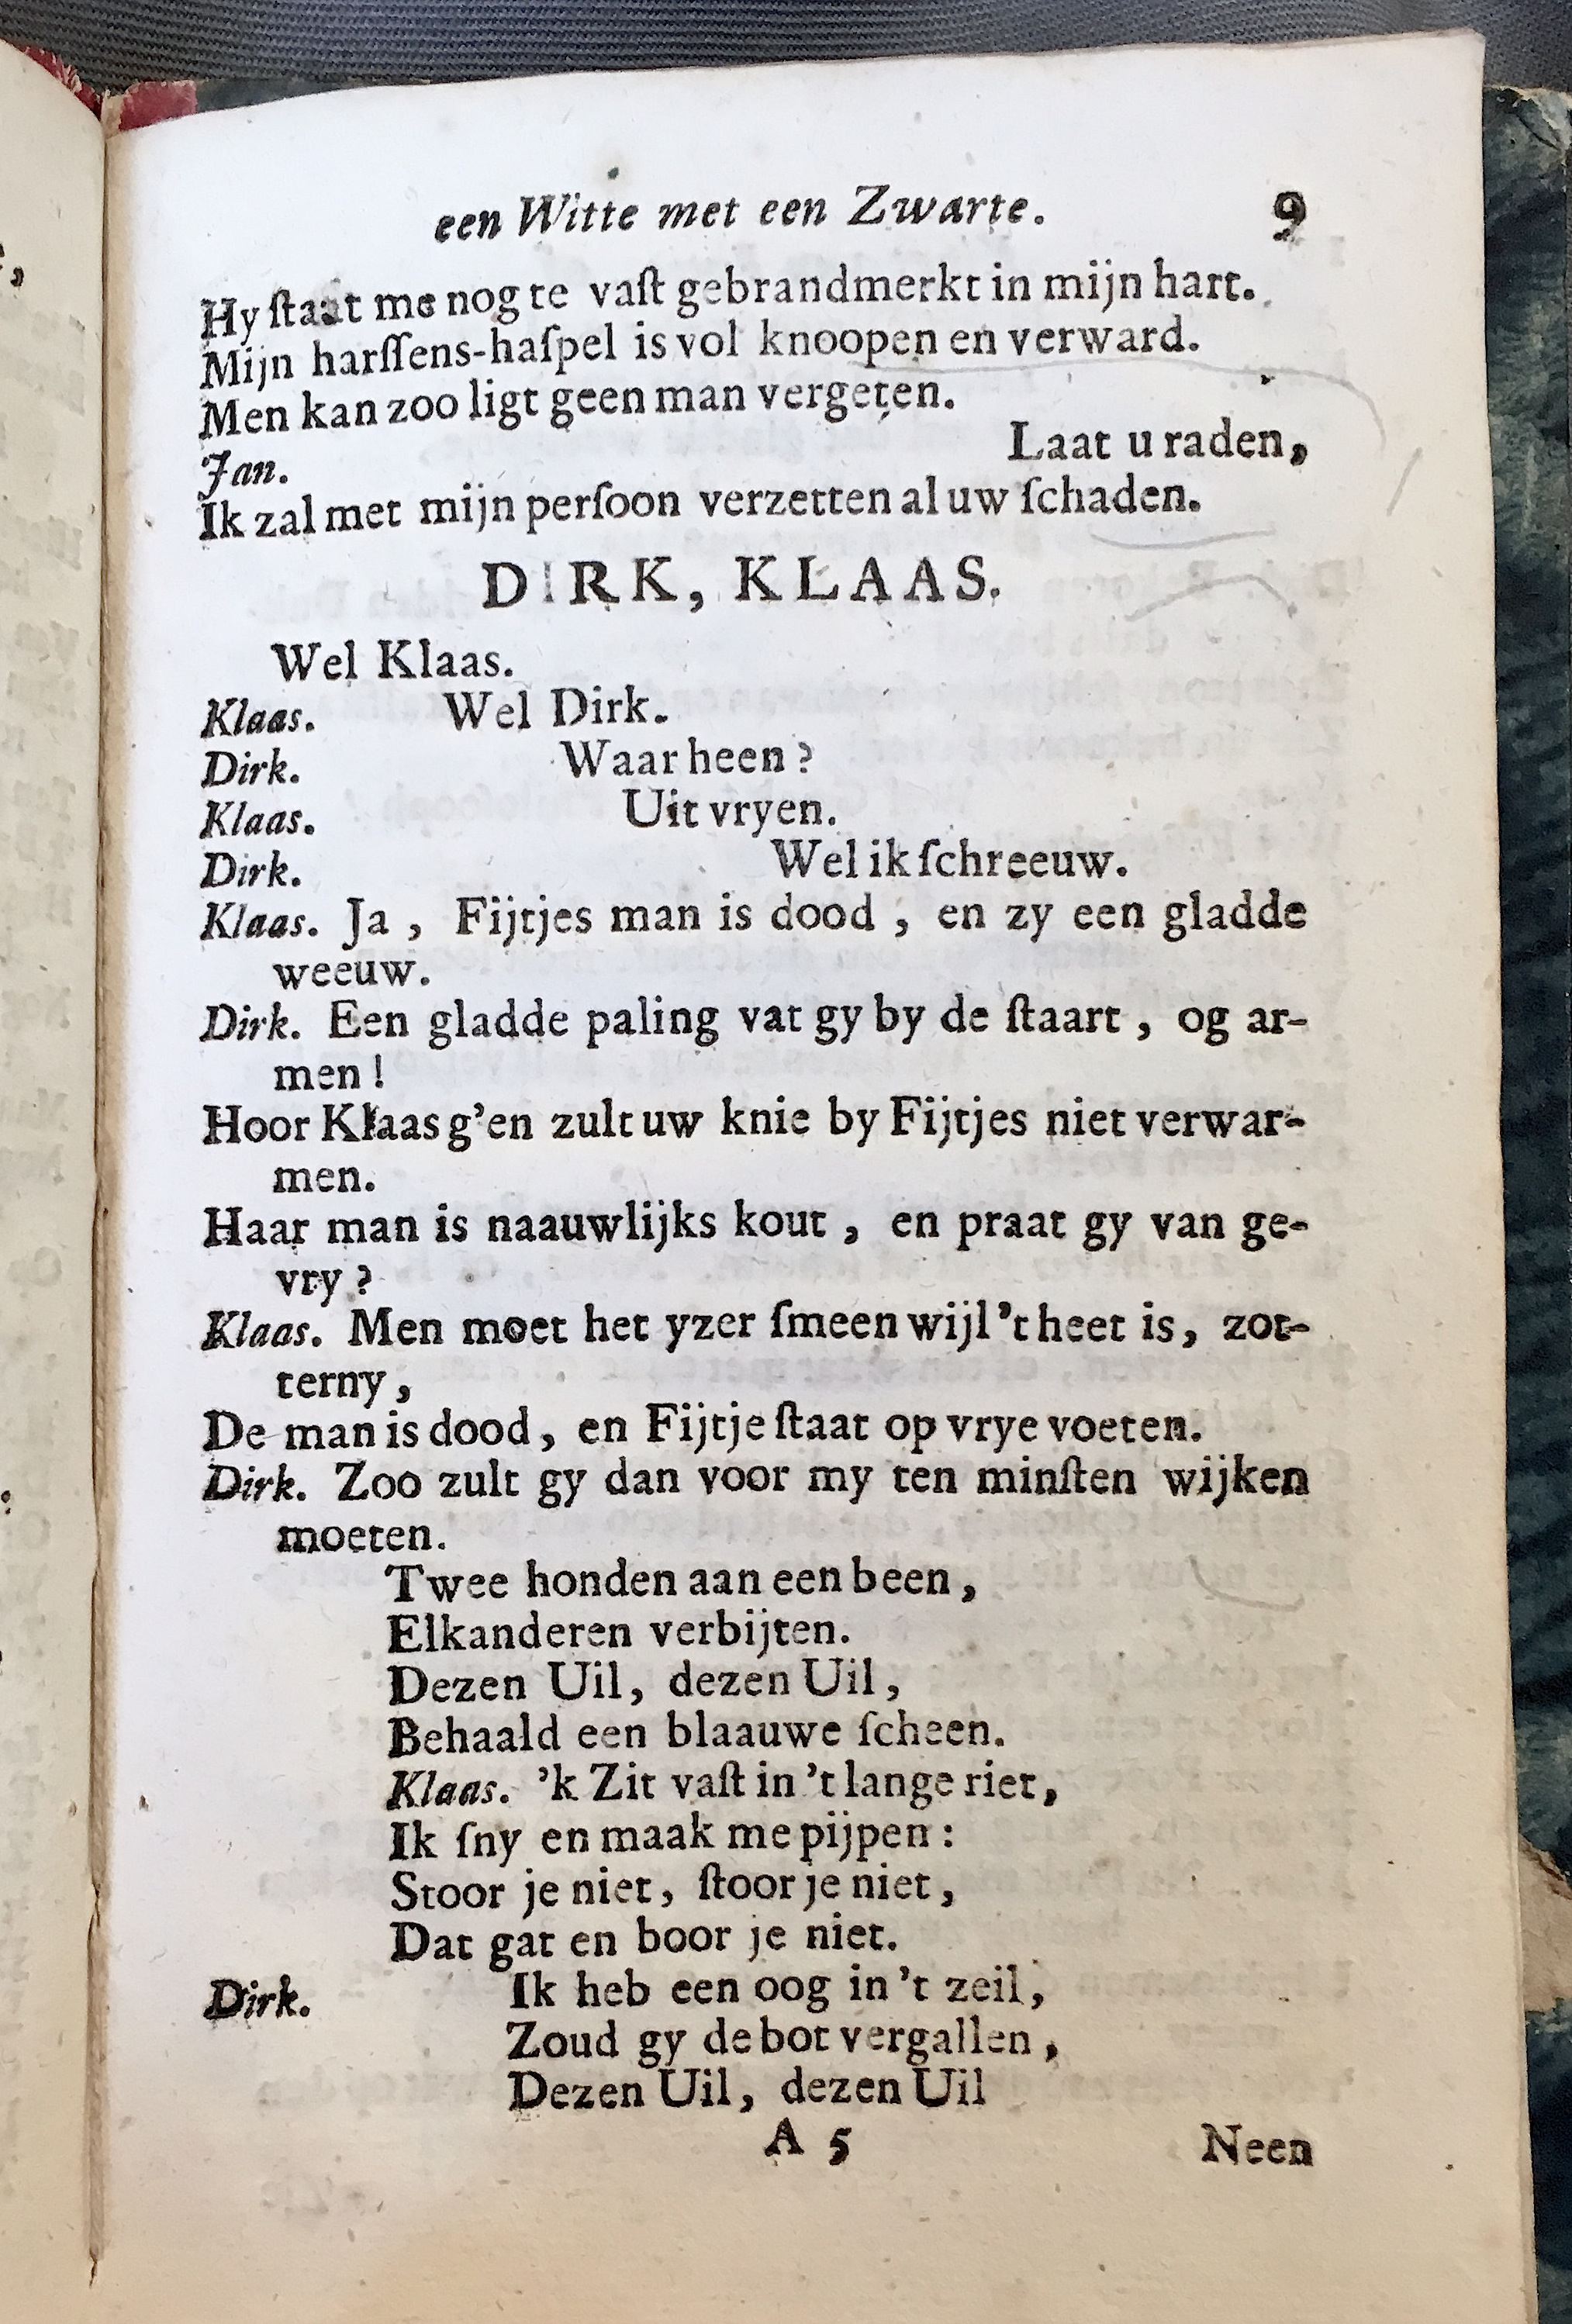 een Witte met een Zwarte. 9
Hy ſtaat me nog te vaſt gebrandmerkt in mijn hart.
Mijn harſſens-haſpel is vol knoopen en verward.
Men kan zoo ligt geen man vergeten.
Laat u raden,
Jan.
Ik zal met mijn perſoon verzetten al uw ſchaden.
DIRK, KLAAS.
Wel Klaas.
Klaas. Wel Dirk.
Dirk. Waar heen?
Klaas. Uit vryen.
Dirk. Wel ik ſchreeuw.
Klaas. Ja, Fijtjes man is dood, en zy een gladde
weeuw.
Dirk. Een gladde paling vat gy by de ſtaart, og ar-
men!
Hoor Klaas g'en zult uw knie by Fijtjes niet verwar-
men.
Haar man is naauwlijks kout, en praat gy van ge-
vry?
Klaas. Men moet het yzer ſmeen wijl 't heet is, zot-
terny,
De man is dood, en Fijtje ſtaat op vrye voeten.
Dirk. Zoo zult gy dan voor my ten minſten wijken
moeten.
Twee honden aan een been,
Elkanderen verbijten.
Dezen Uil, dezen Uil,
Behaald een blaauwe ſcheen.
Klaas. 'k Zit vaſt in 't lange riet,
Ik ſny en maak me pijpen:
Stoor je niet, ſtoor je niet,
Dat gat en boor je niet.
Dirk. Ik heb een oog in 't zeil,
Zoud gy de bot vergallen,
Dezen Uil, dezen Uil
A 5 Neen